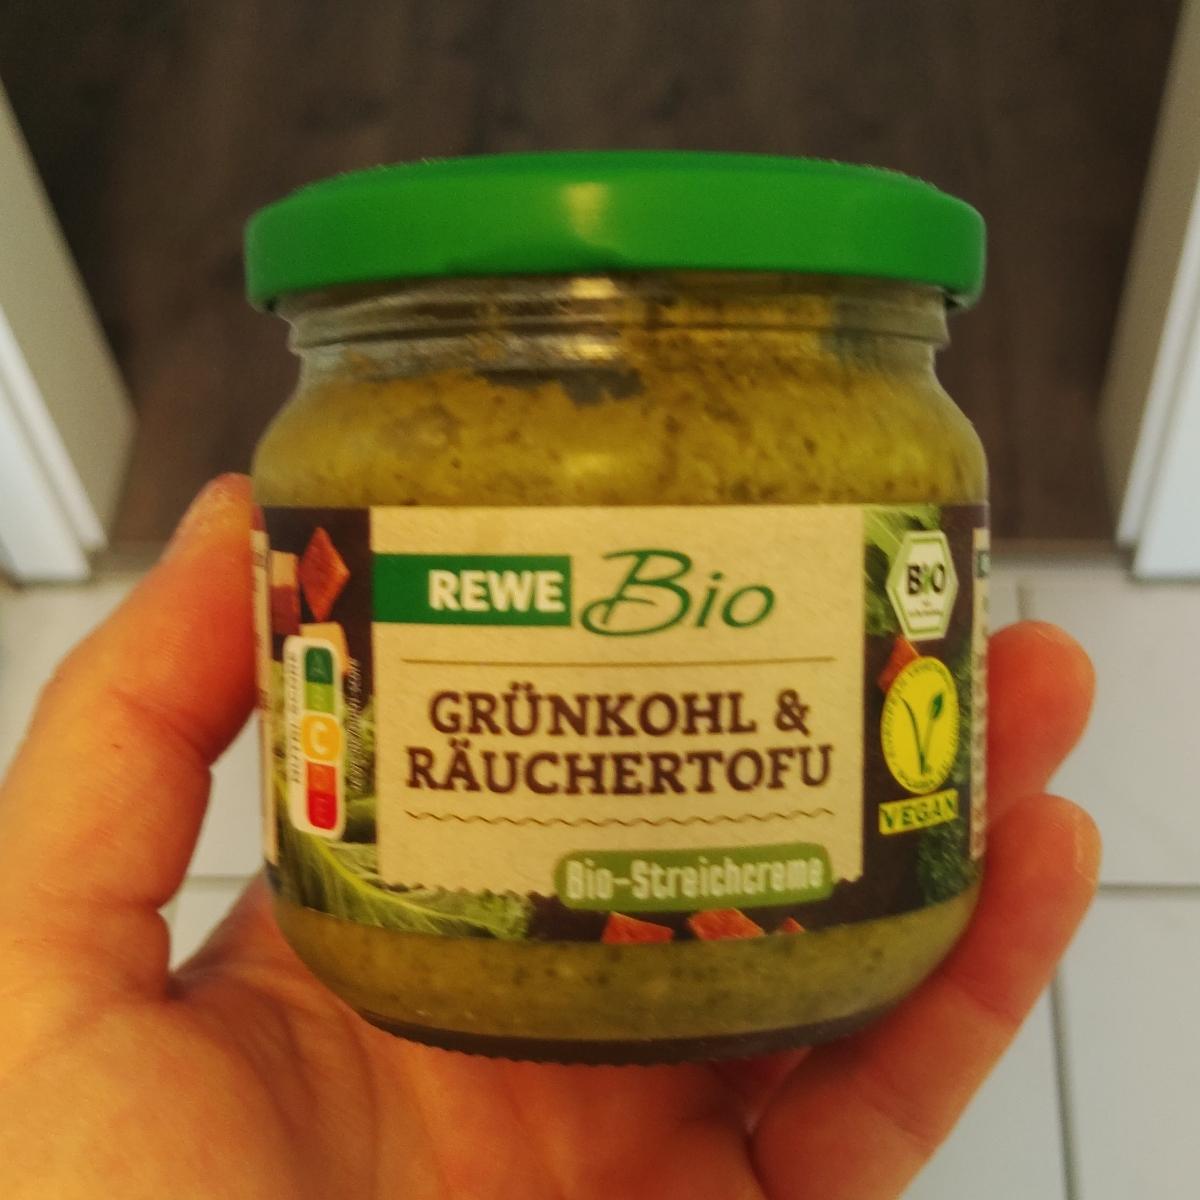 REWE Bio
GRÜNKOHL &
RÄUCHERTOFU
Bio-Streichcreme
BIO
VEGAN
A
C